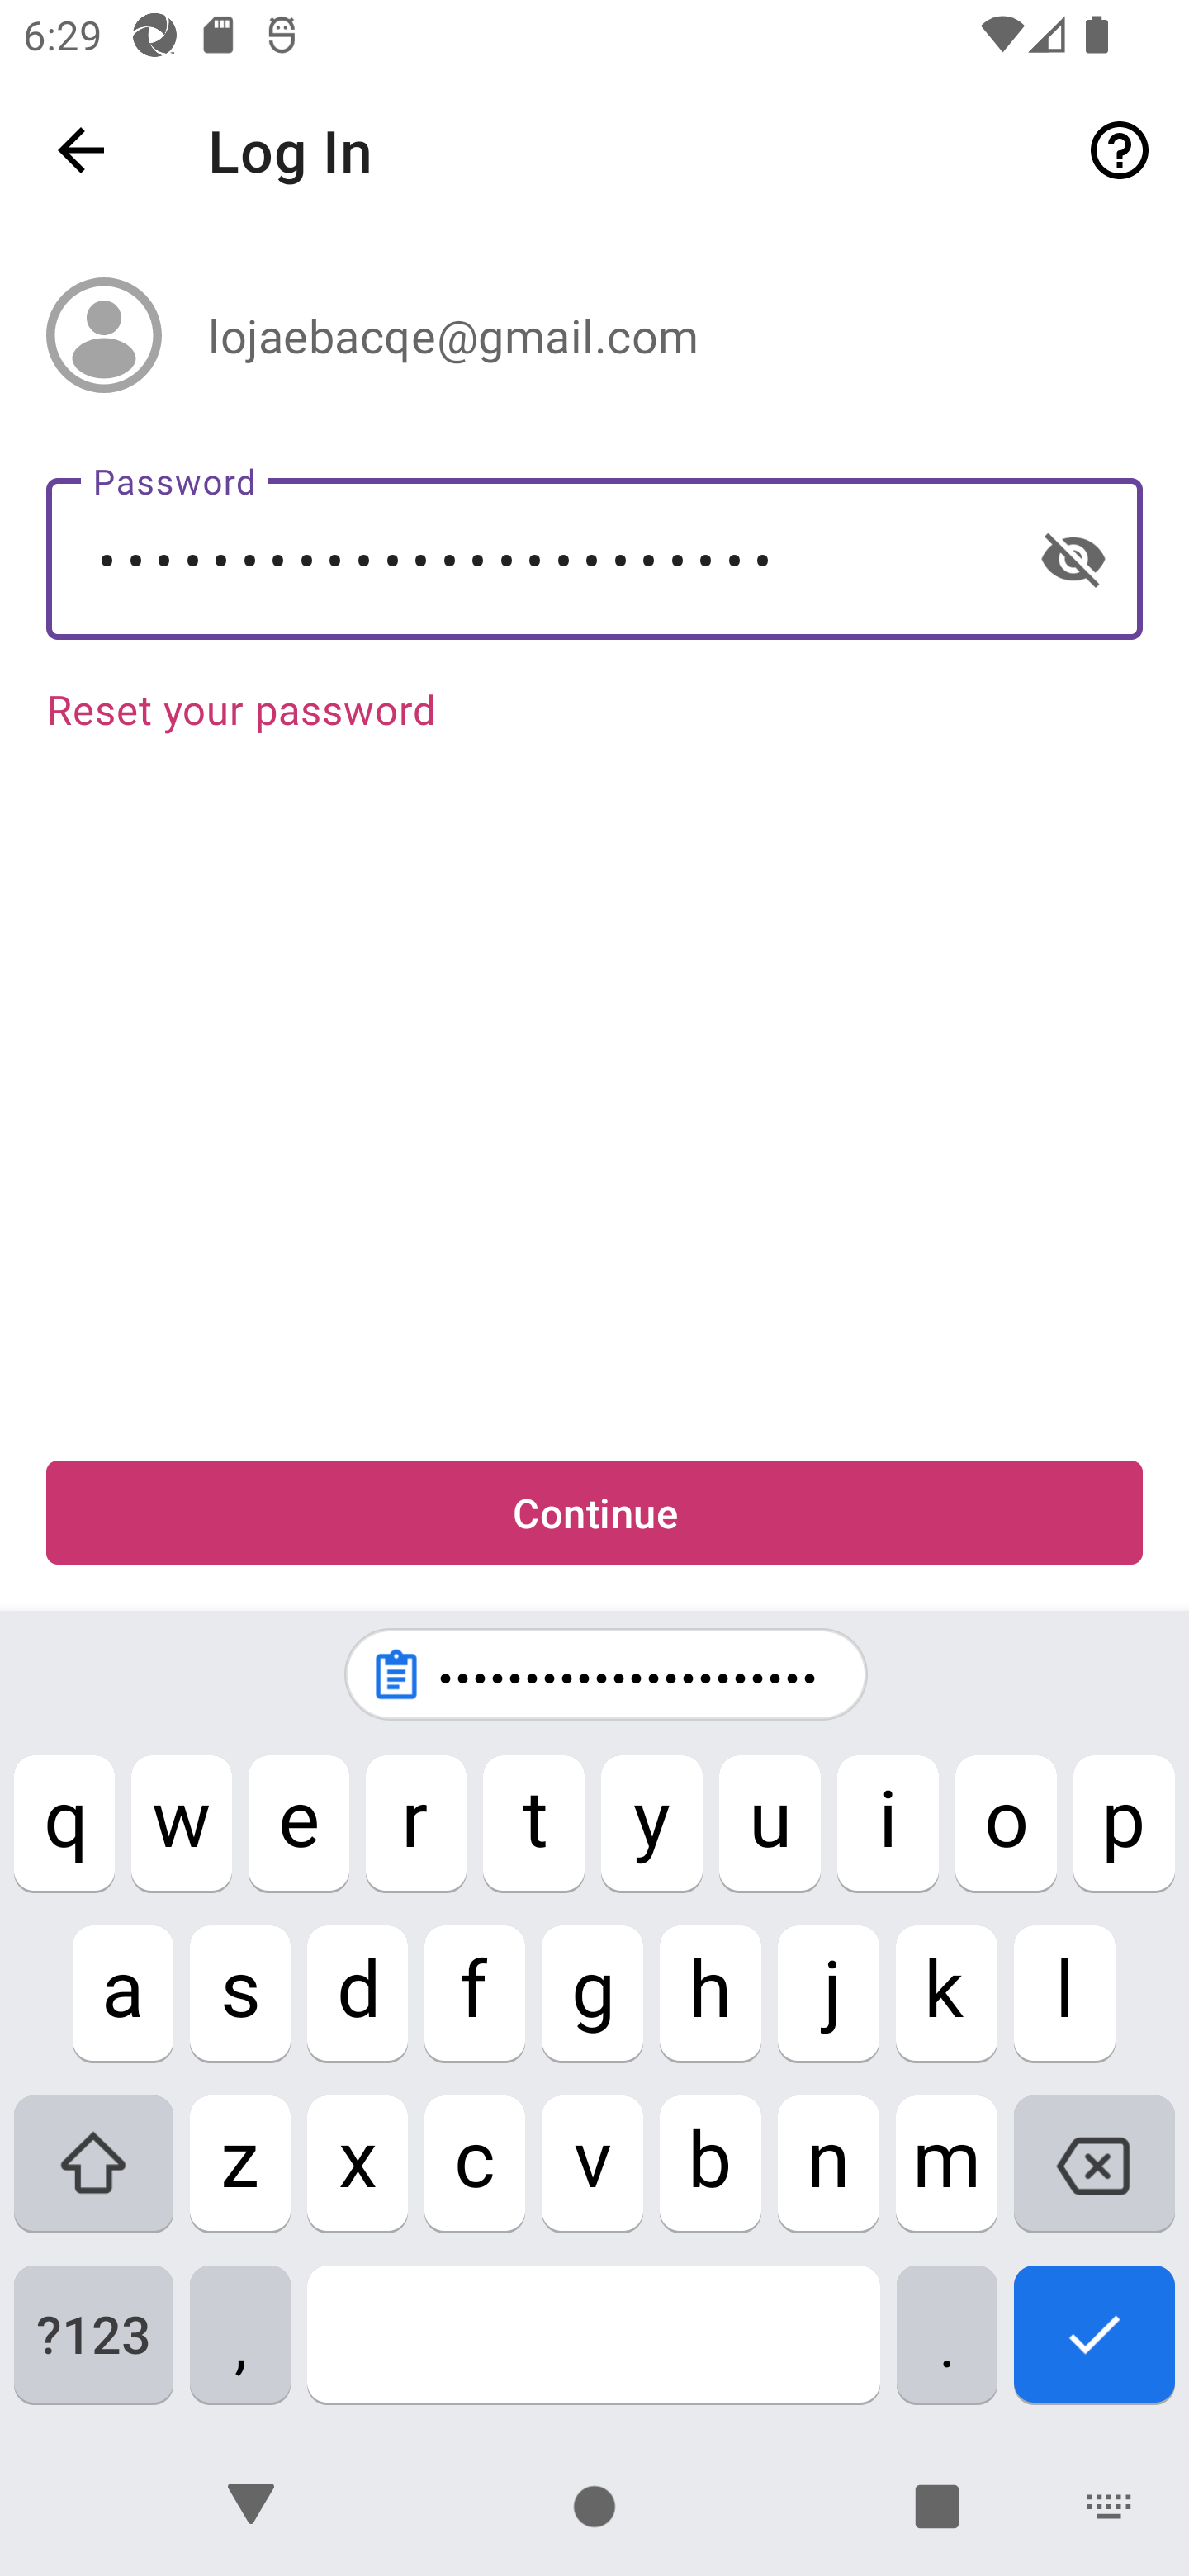 6:29
Log In
lojaebacqe@gmail.com
Password
••••••••••••••••••••••••
Reset your password
Continue
••••••••••••••••••••••
q w e r t y u i o p
a s d f g h j k l
z x c v b n m
?123 , .